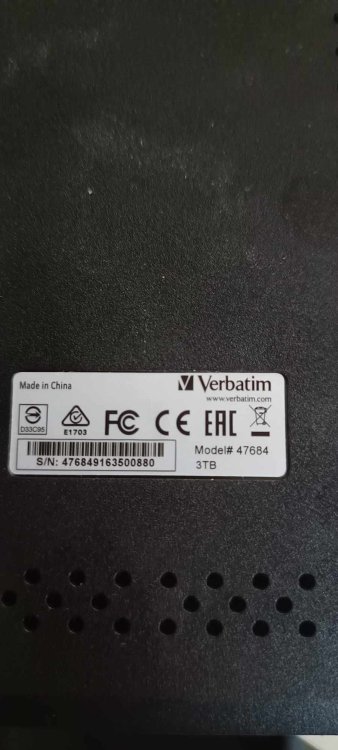 Made in China
Verbatim
www.verbatim.com
D33C95
E1703
FC CE EAC
S/N: 476849163500880
Model# 47684
3TB